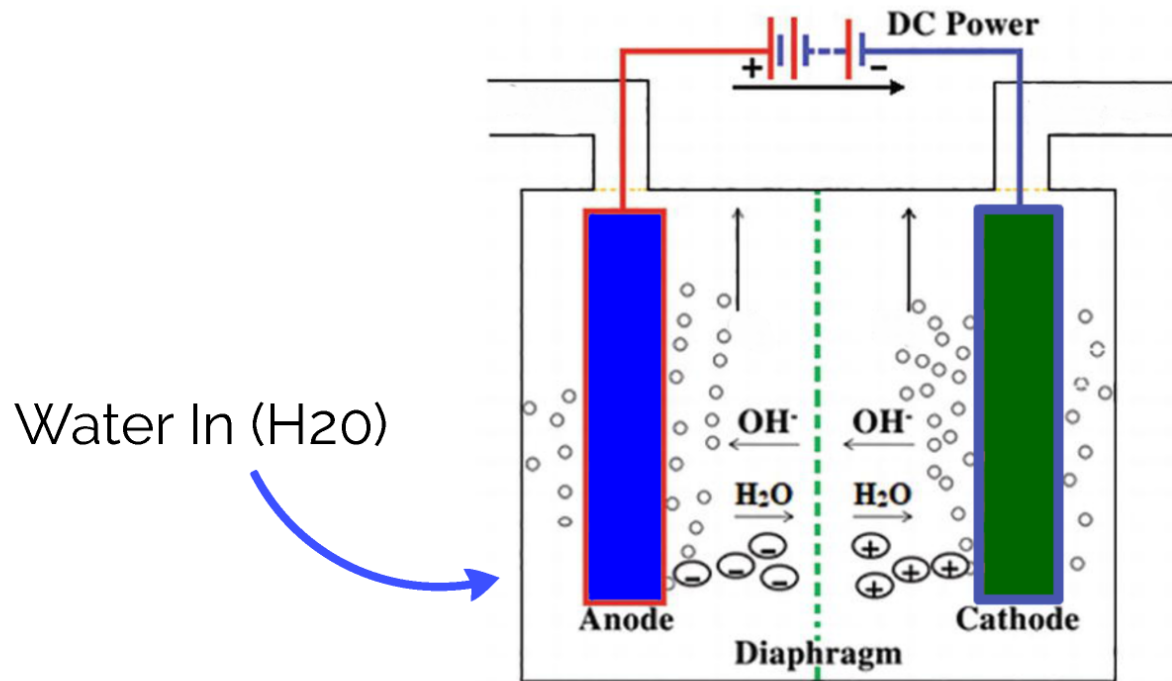 DC Power
+ -
Water In (H20)
OH- OH-
H₂O H₂O
- - - -
+ + + +
Anode
Cathode
Diaphragm